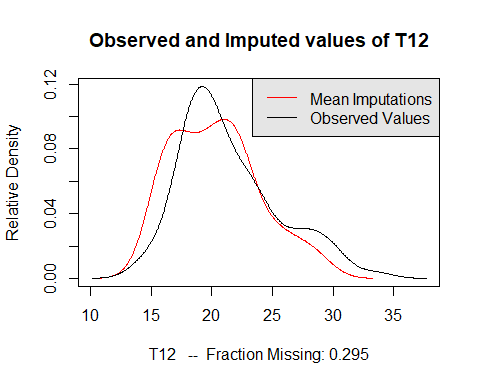 Observed and Imputed values of T12
Mean Imputations
Observed Values
Relative Density
0.00
0.04
0.08
0.12
10 15 20 25 30 35
T12 -- Fraction Missing: 0.295